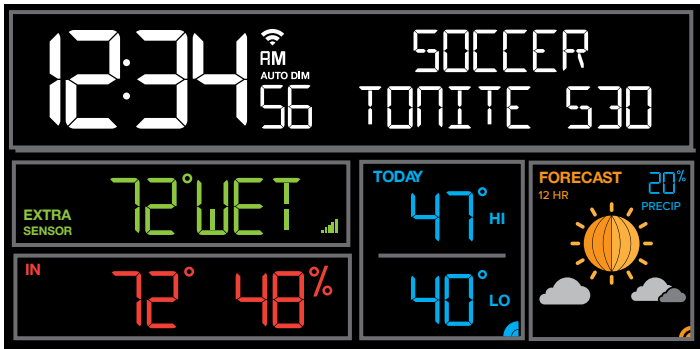 12:34 AM
AUTO DIM
56
SOCCER
TONITE 530
EXTRA
SENSOR
72° WET
IN
72° 48%
TODAY
47° HI
40° LO
FORECAST
12 HR
20%
PRECIP